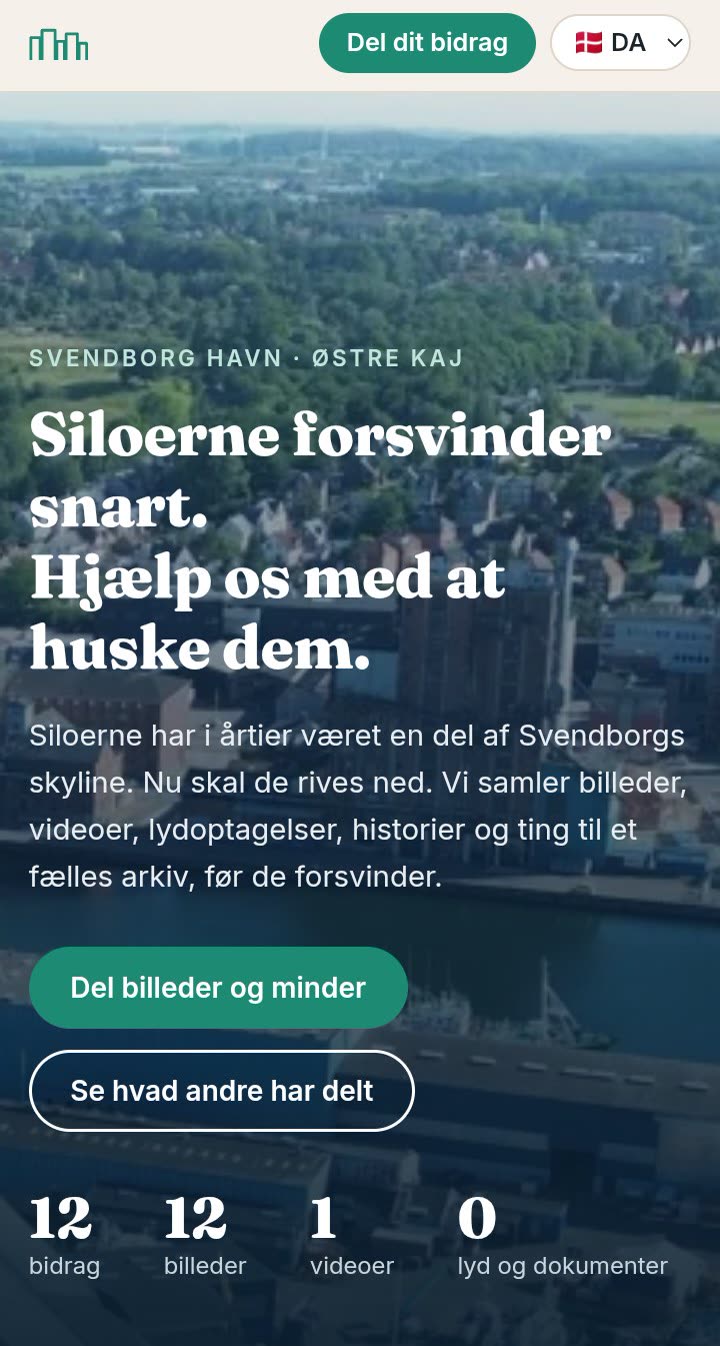 Del dit bidrag
🇩🇰 DA
SVENDBORG HAVN · ØSTRE KAJ
Siloerne forsvinder
snart.
Hjælp os med at
huske dem.
Siloerne har i årtier været en del af Svendborgs
skyline. Nu skal de rives ned. Vi samler billeder,
videoer, lydoptagelser, historier og ting til et
fælles arkiv, før de forsvinder.
Del billeder og minder
Se hvad andre har delt
12 12 1 0
bidrag billeder videoer lyd og dokumenter